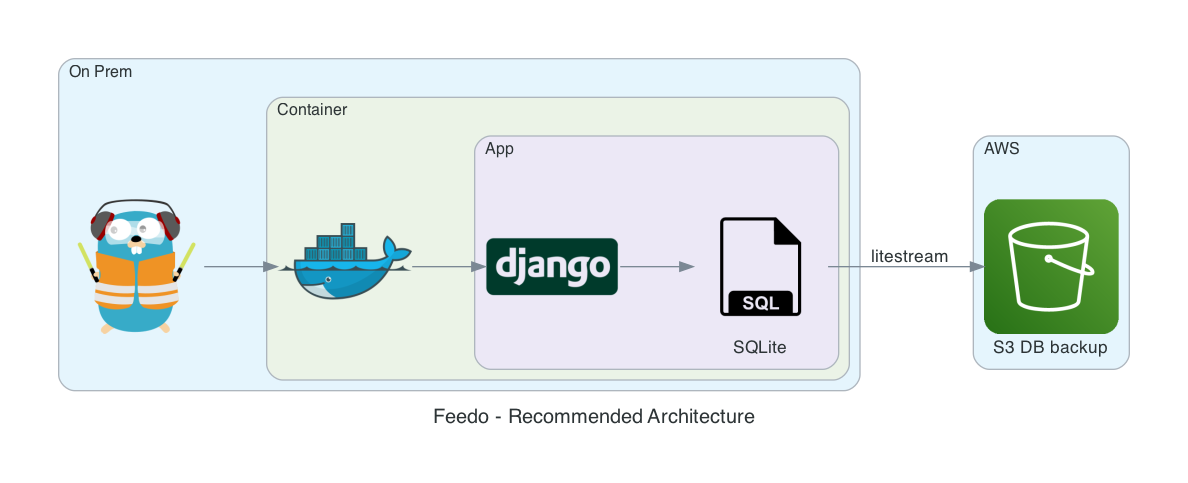 On Prem
Container
App
AWS
django
SQL
SQLite
litestream
S3 DB backup
Feedo - Recommended Architecture